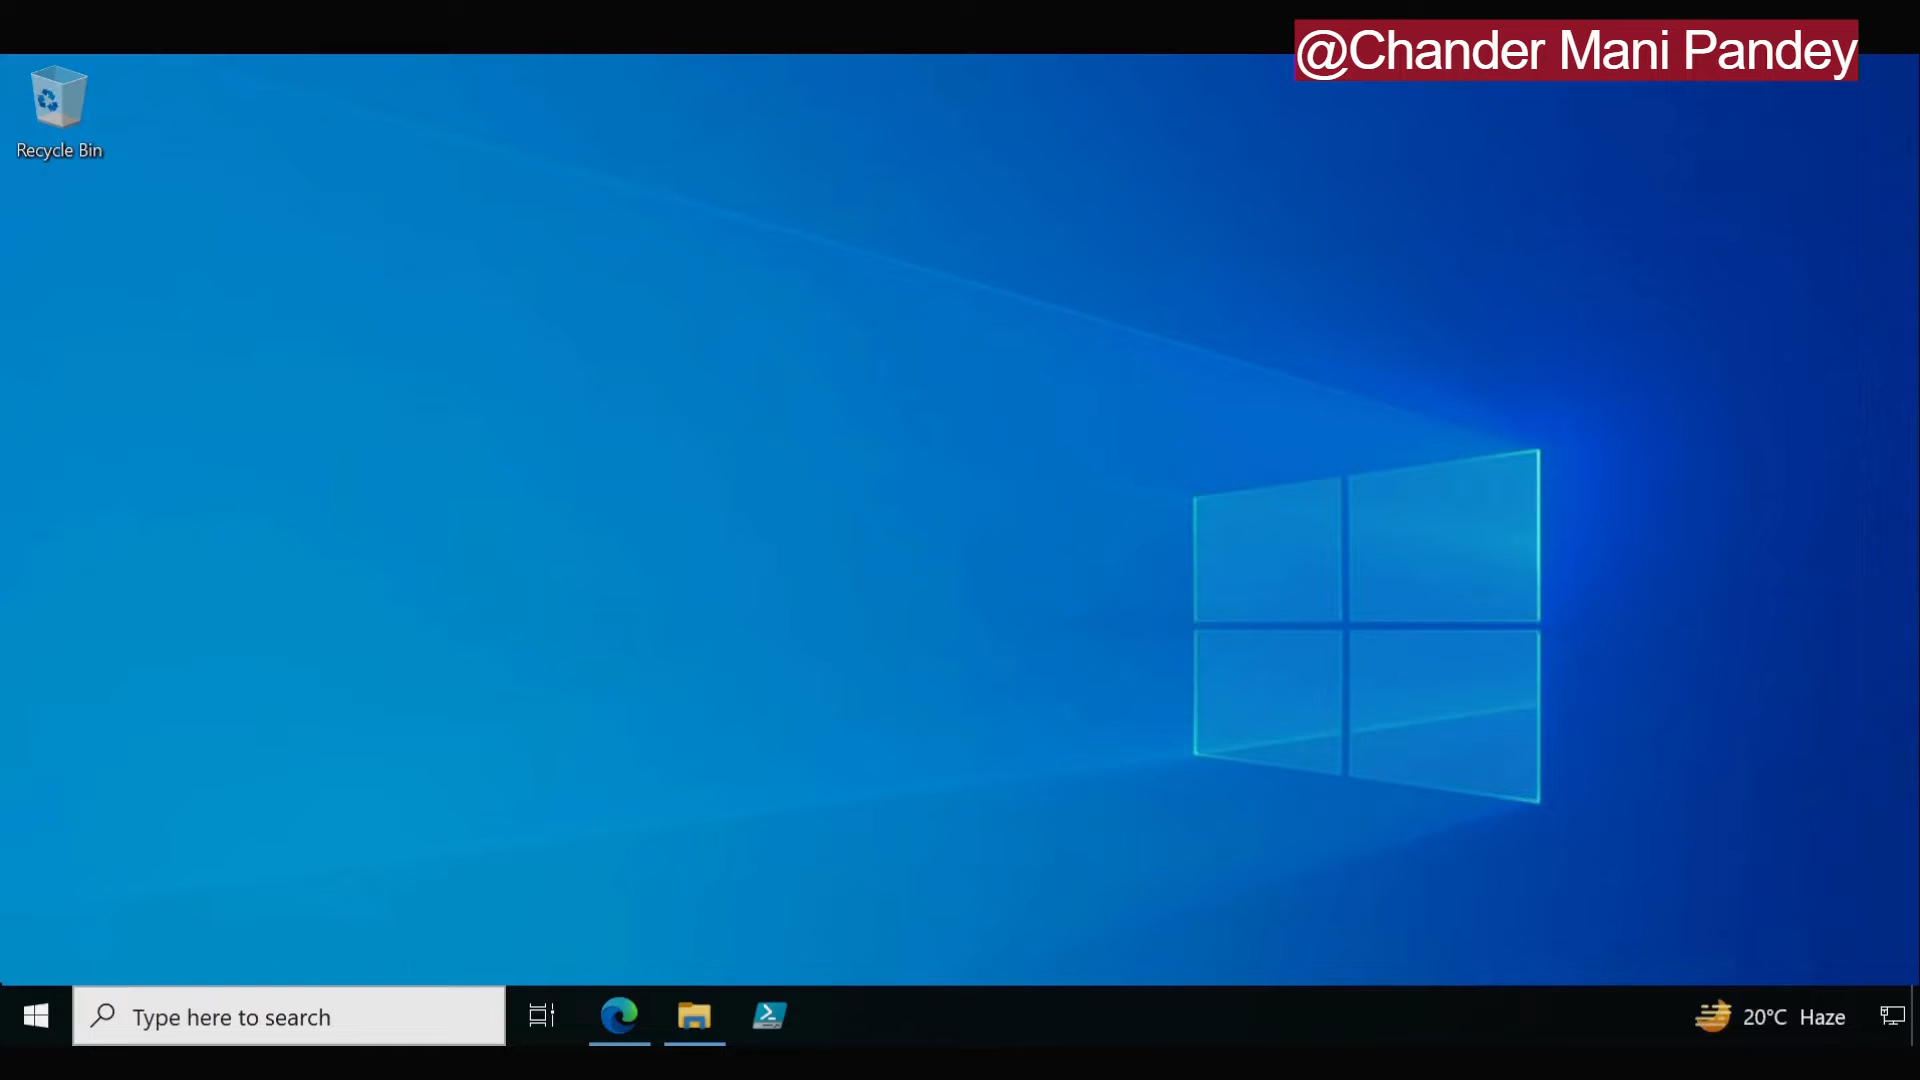 @Chander Mani Pandey
Recycle Bin
Type here to search
20°C Haze